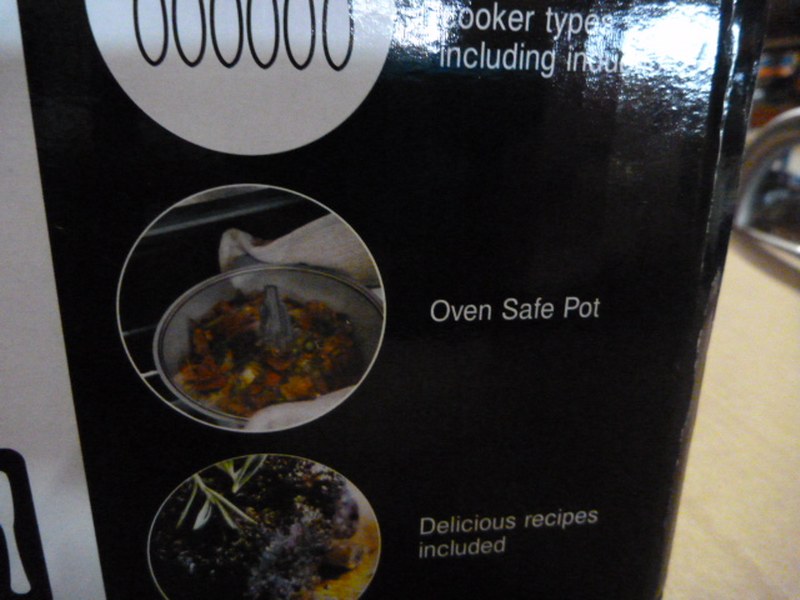 cooker types
including
Oven Safe Pot
Delicious recipes
included